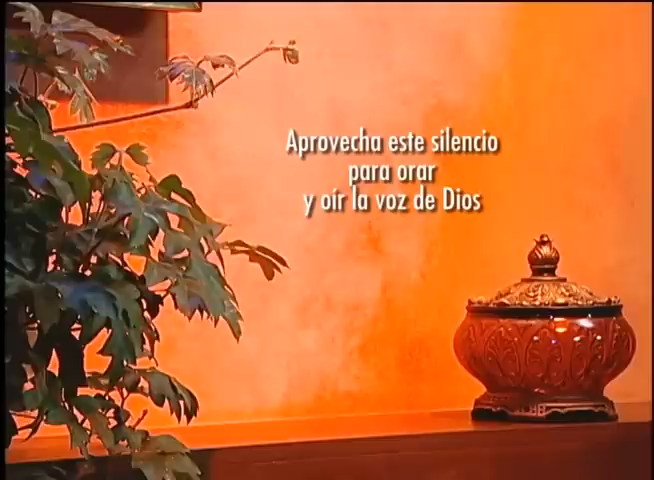 Aprovecha este silencio
para orar
y oír la voz de Dios